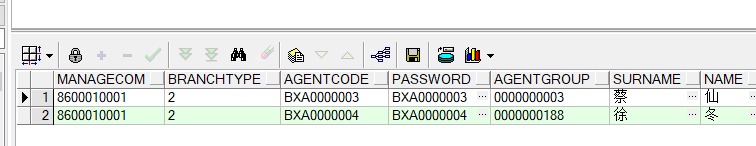 MANAGECOM BRANCHTYPE AGENTCODE PASSWORD AGENTGROUP SURNAME NAME
1 8600010001 2 BXA0000003 BXA0000003 ··· 0000000003 蔡 ··· 仙 ···
2 8600010001 2 BXA0000004 BXA0000004 ··· 0000000188 徐 ··· 冬 ···